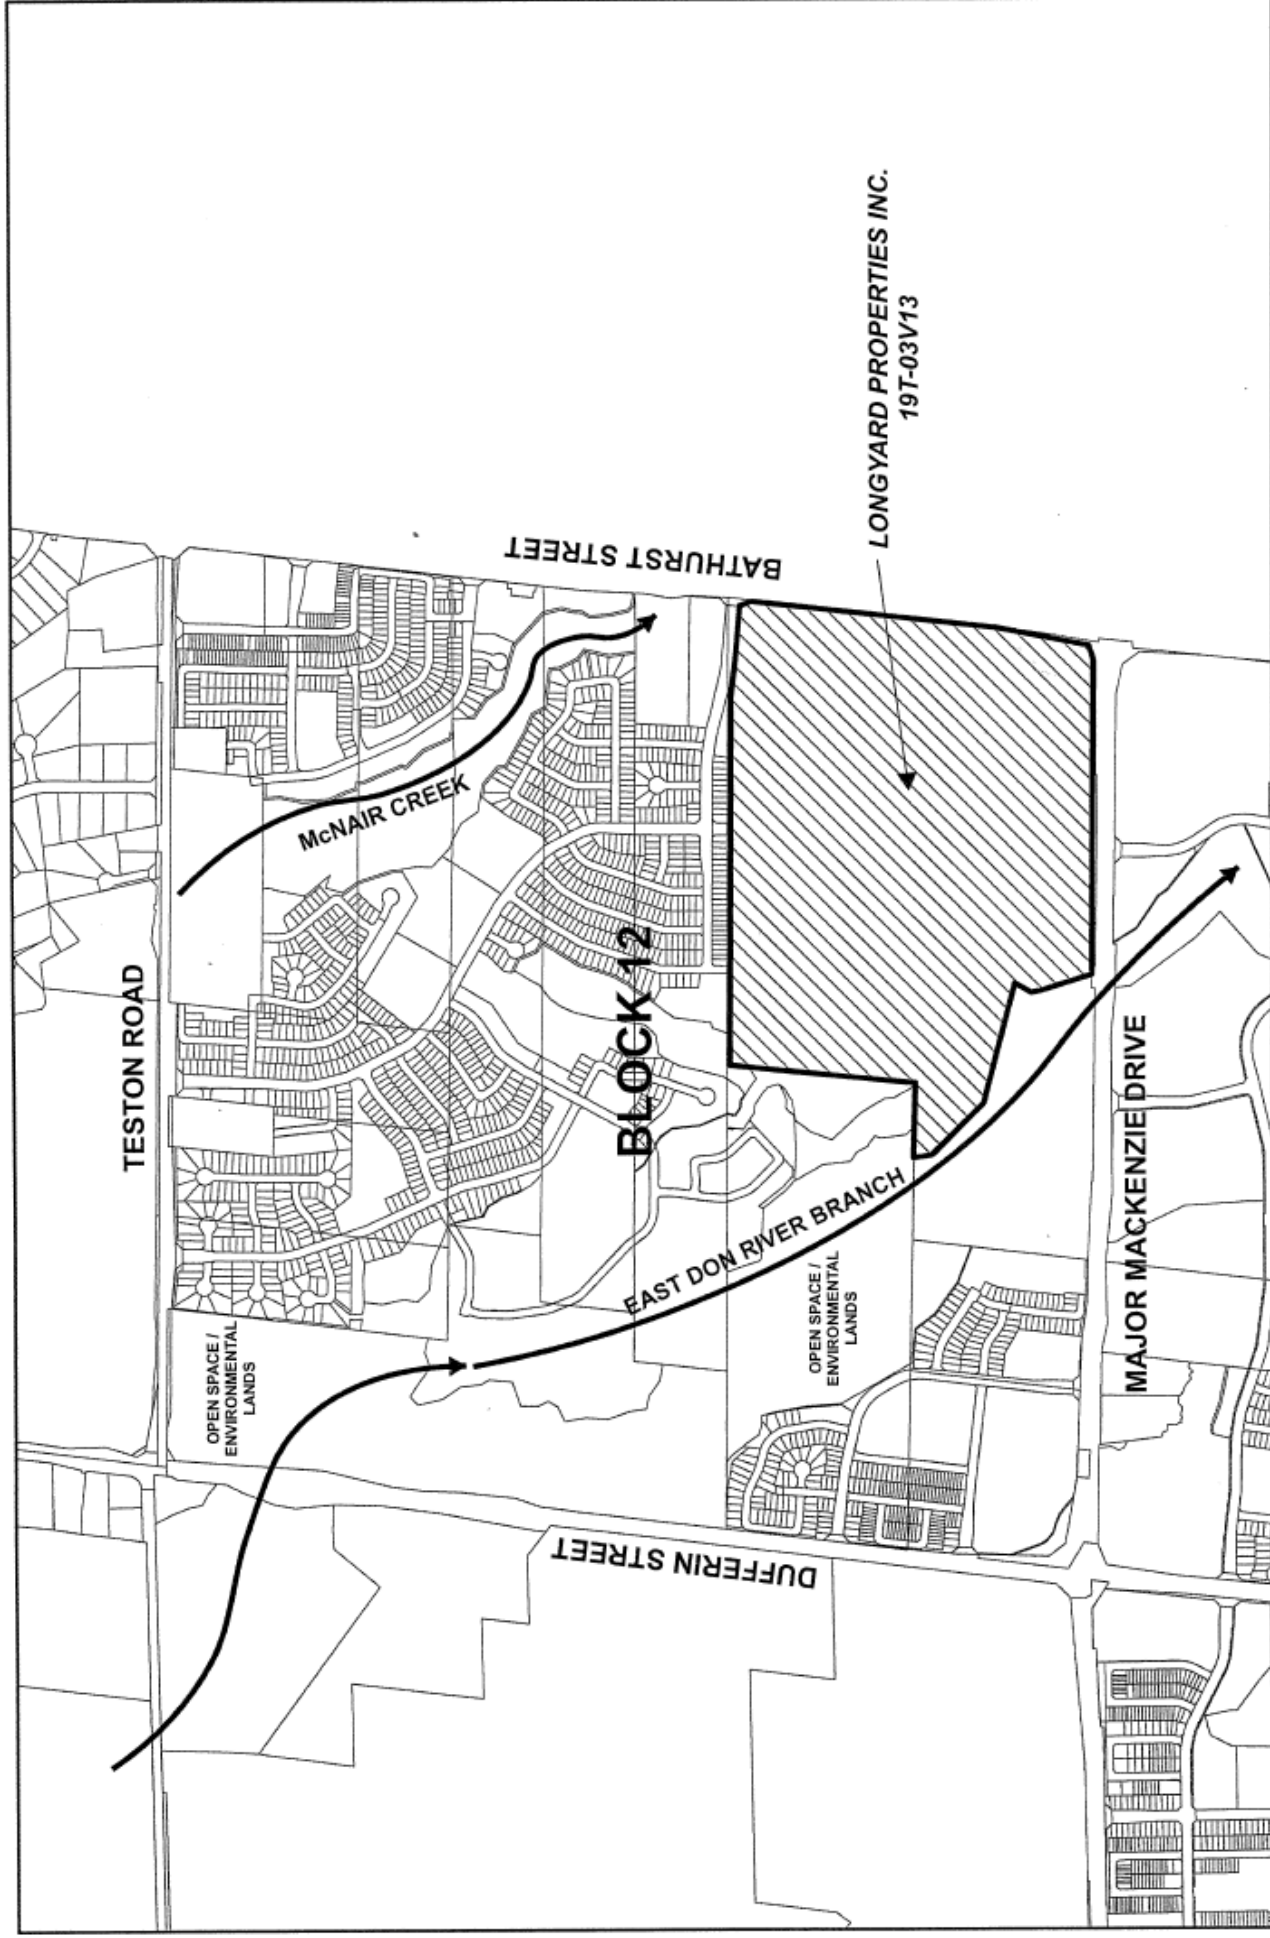 TESTON ROAD
OPEN SPACE /
ENVIRONMENTAL
LANDS
McNAIR CREEK
BATHURST STREET
BLOCK 12
DUFFERIN STREET
EAST DON RIVER BRANCH
OPEN SPACE /
ENVIRONMENTAL
LANDS
LONGYARD PROPERTIES INC.
19T-03V13
MAJOR MACKENZIE DRIVE